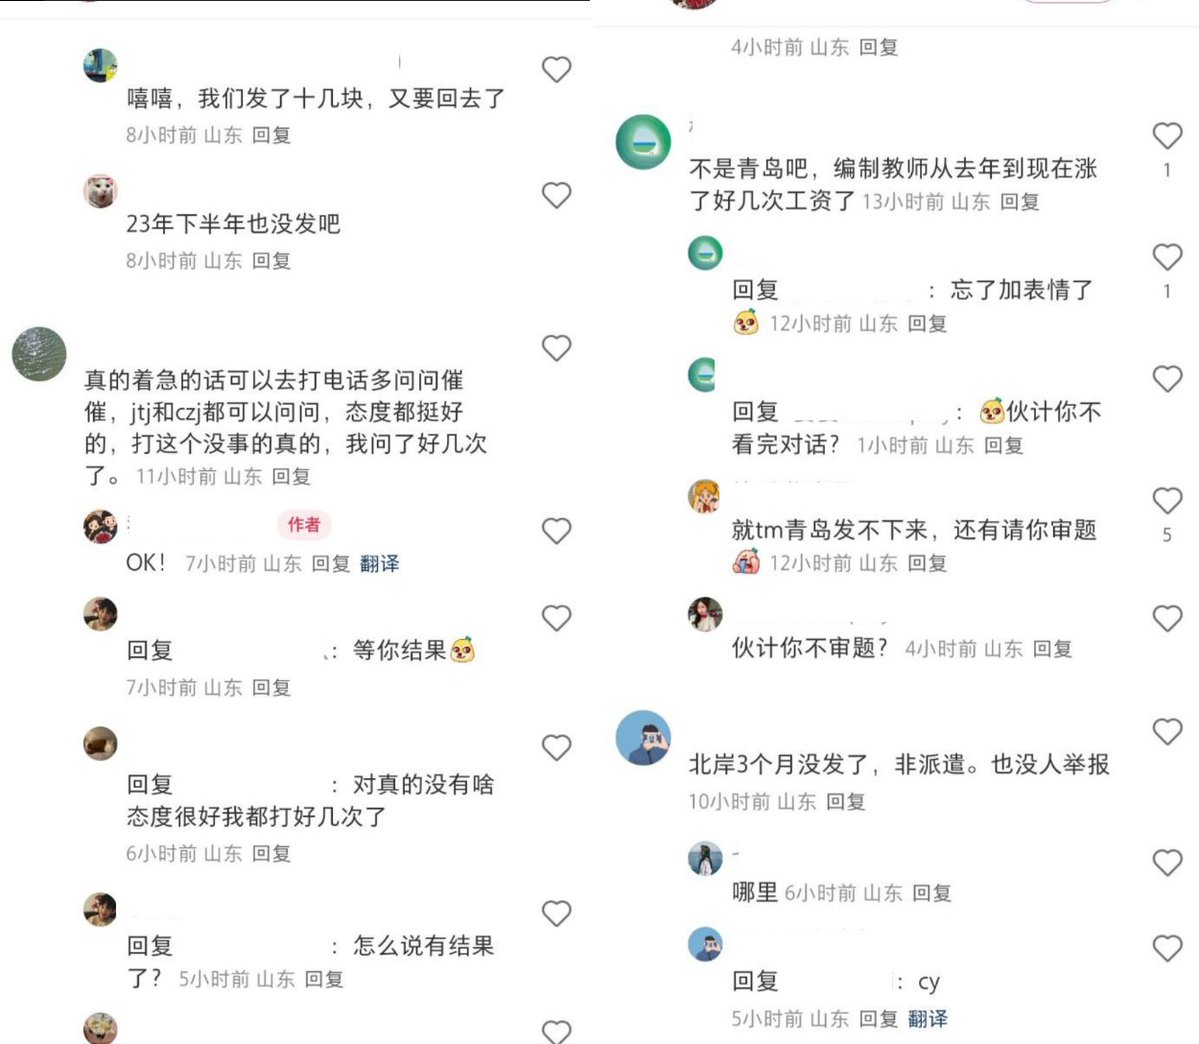 嘻嘻，我们发了十几块，又要回去了
8小时前 山东 回复
23年下半年也没发吧
8小时前 山东 回复
真的着急的话可以去打电话多问问催
催，jtj和czj都可以问问，态度都挺好
的，打这个没事的真的，我问了好几次
了。 11小时前 山东 回复
作者
OK！ 7小时前 山东 回复 翻译
回复 ：等你结果
7小时前 山东 回复
回复 ：对真的没有啥
态度很好我都打好几次了
6小时前 山东 回复
回复 ：怎么说有结果
了？ 5小时前 山东 回复
4小时前 山东 回复
不是青岛吧，编制教师从去年到现在涨
了好几次工资了 13小时前 山东 回复
1
回复 ：忘了加表情了
12小时前 山东 回复
1
回复 ：伙计你不
看完对话？ 1小时前 山东 回复
就tm青岛发不下来，还有请你审题
12小时前 山东 回复
5
伙计你不审题？ 4小时前 山东 回复
北岸3个月没发了，非派遣。也没人举报
10小时前 山东 回复
哪里 6小时前 山东 回复
回复 ：cy
5小时前 山东 回复 翻译